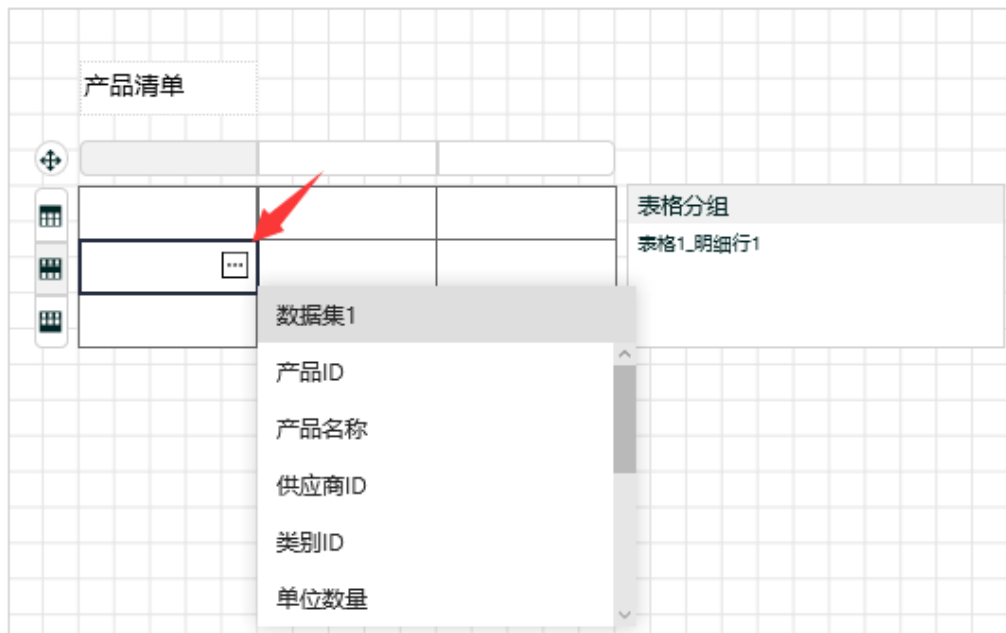 产品清单
表格分组
表格1_明细行1
数据集1
产品ID
产品名称
供应商ID
类别ID
单位数量